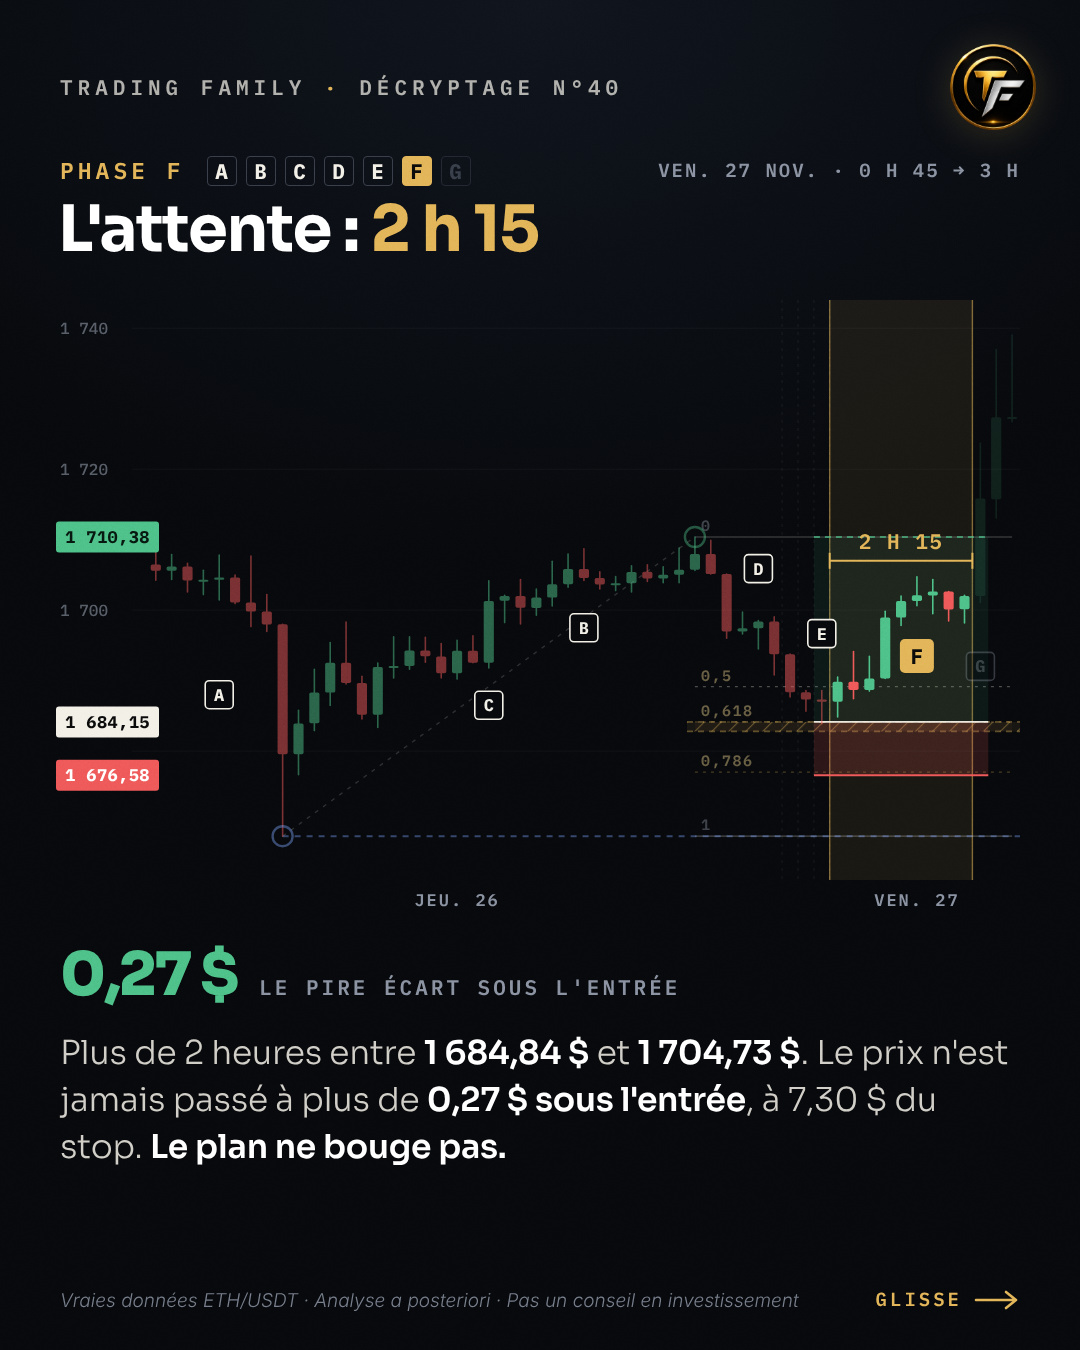 TRADING FAMILY · DÉCRYPTAGE N°40
TF
PHASE F A B C D E F G
VEN. 27 NOV. · 0 H 45 → 3 H
L'attente : 2 h 15
1 740
1 720
1 710,38
1 700
1 684,15
1 676,58
0
2 H 15
D
B
E
F
G
A
C
0,5
0,618
0,786
1
JEU. 26
VEN. 27
0,27 $ LE PIRE ÉCART SOUS L'ENTRÉE
Plus de 2 heures entre 1 684,84 $ et 1 704,73 $. Le prix n'est
jamais passé à plus de 0,27 $ sous l'entrée, à 7,30 $ du
stop. Le plan ne bouge pas.
Vraies données ETH/USDT · Analyse a posteriori · Pas un conseil en investissement
GLISSE →